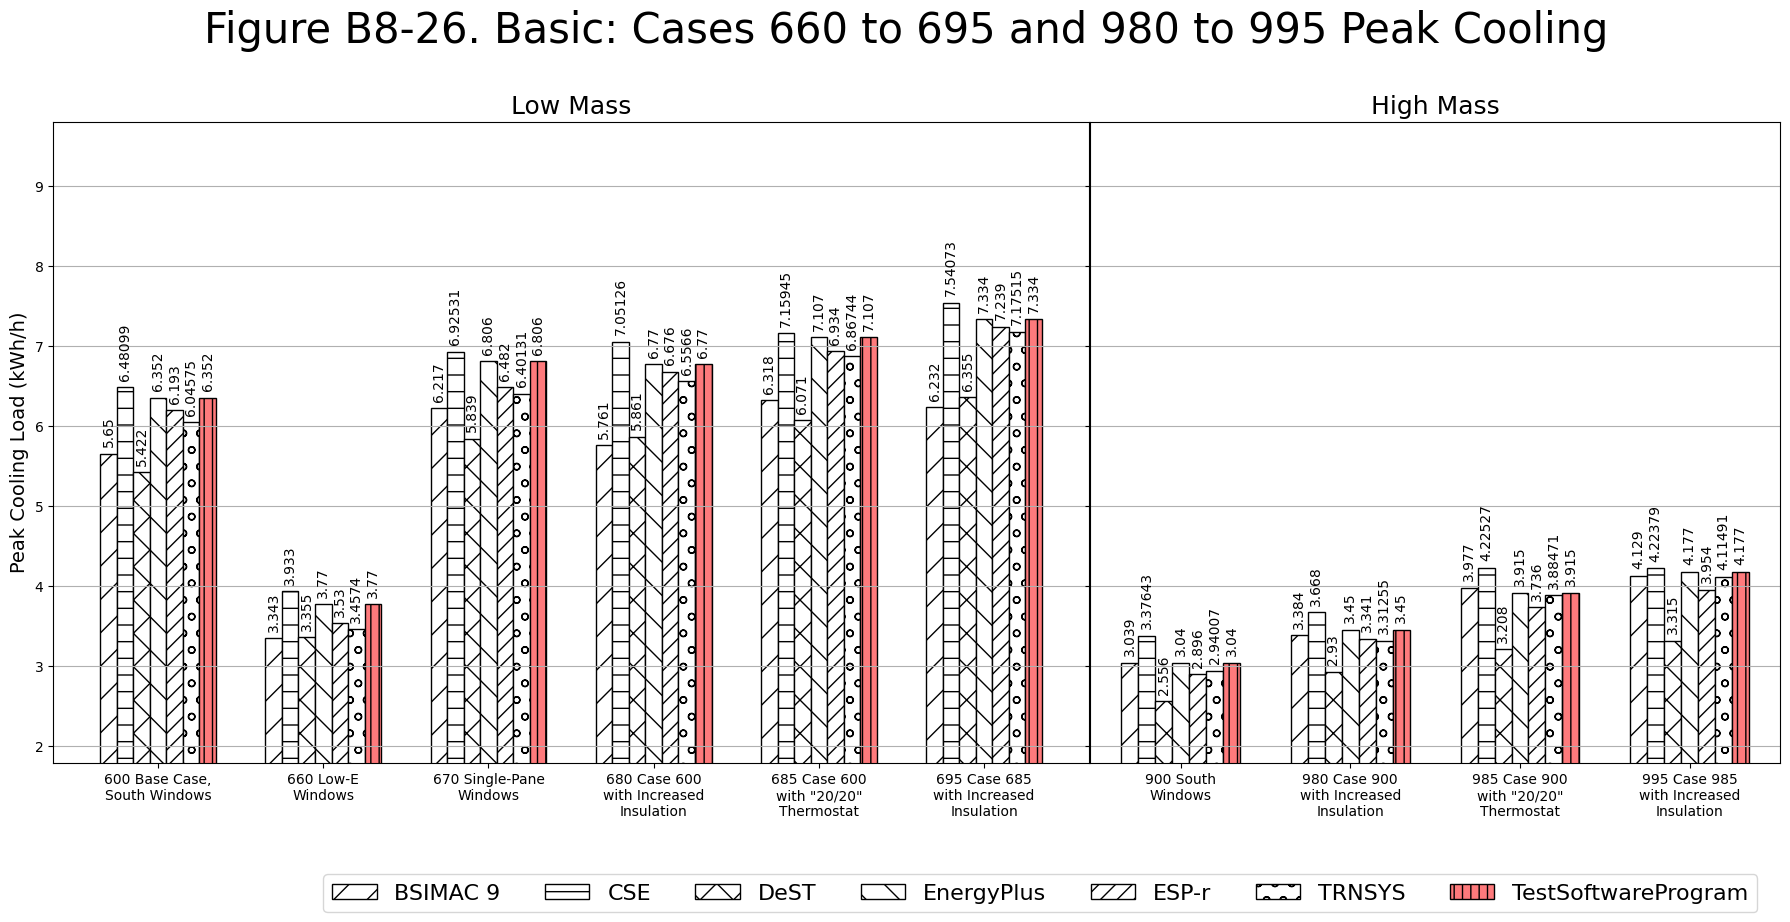 Figure B8-26. Basic: Cases 660 to 695 and 980 to 995 Peak Cooling
Low Mass
High Mass
Peak Cooling Load (kWh/h)
9
8
7
6
5
4
3
2
5.65
6.48099
5.422
6.352
6.193
6.04575
6.352
3.343
3.933
3.355
3.77
3.53
3.4574
3.77
6.217
6.92531
5.839
6.806
6.482
6.40131
6.806
5.761
7.05126
5.861
6.77
6.676
6.5566
6.77
6.318
7.15945
6.071
7.107
6.934
6.86744
7.107
6.232
7.54073
6.355
7.334
7.239
7.17515
7.334
3.039
3.37643
2.556
3.04
2.896
2.94007
3.04
3.384
3.668
2.93
3.45
3.341
3.31255
3.45
3.977
4.22527
3.208
3.915
3.736
3.88471
3.915
4.129
4.22379
3.315
4.177
3.954
4.11491
4.177
600 Base Case,
South Windows
660 Low-E
Windows
670 Single-Pane
Windows
680 Case 600
with Increased
Insulation
685 Case 600
with "20/20"
Thermostat
695 Case 685
with Increased
Insulation
900 South
Windows
980 Case 900
with Increased
Insulation
985 Case 900
with "20/20"
Thermostat
995 Case 985
with Increased
Insulation
BSIMAC 9
CSE
DeST
EnergyPlus
ESP-r
TRNSYS
TestSoftwareProgram